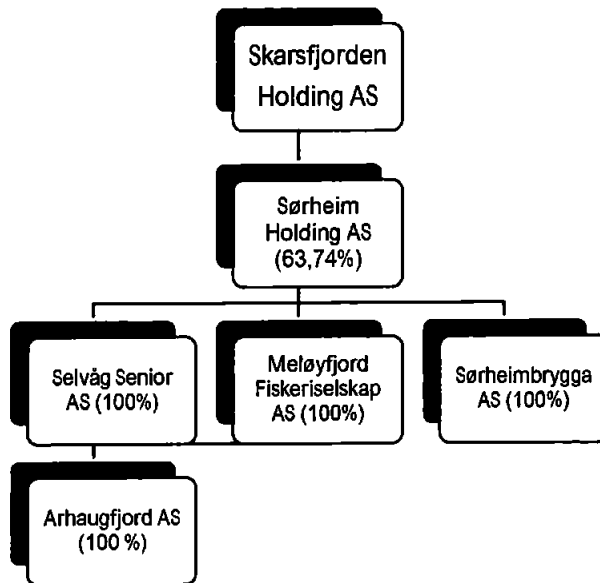 Skarsfjorden
Holding AS
Sørheim
Holding AS
(63,74%)
Selvåg Senior
AS (100%)
Meløyfjord
Fiskeriselskap
AS (100%)
Sørheimbrygga
AS (100%)
Arhaugfjord AS
(100 %)